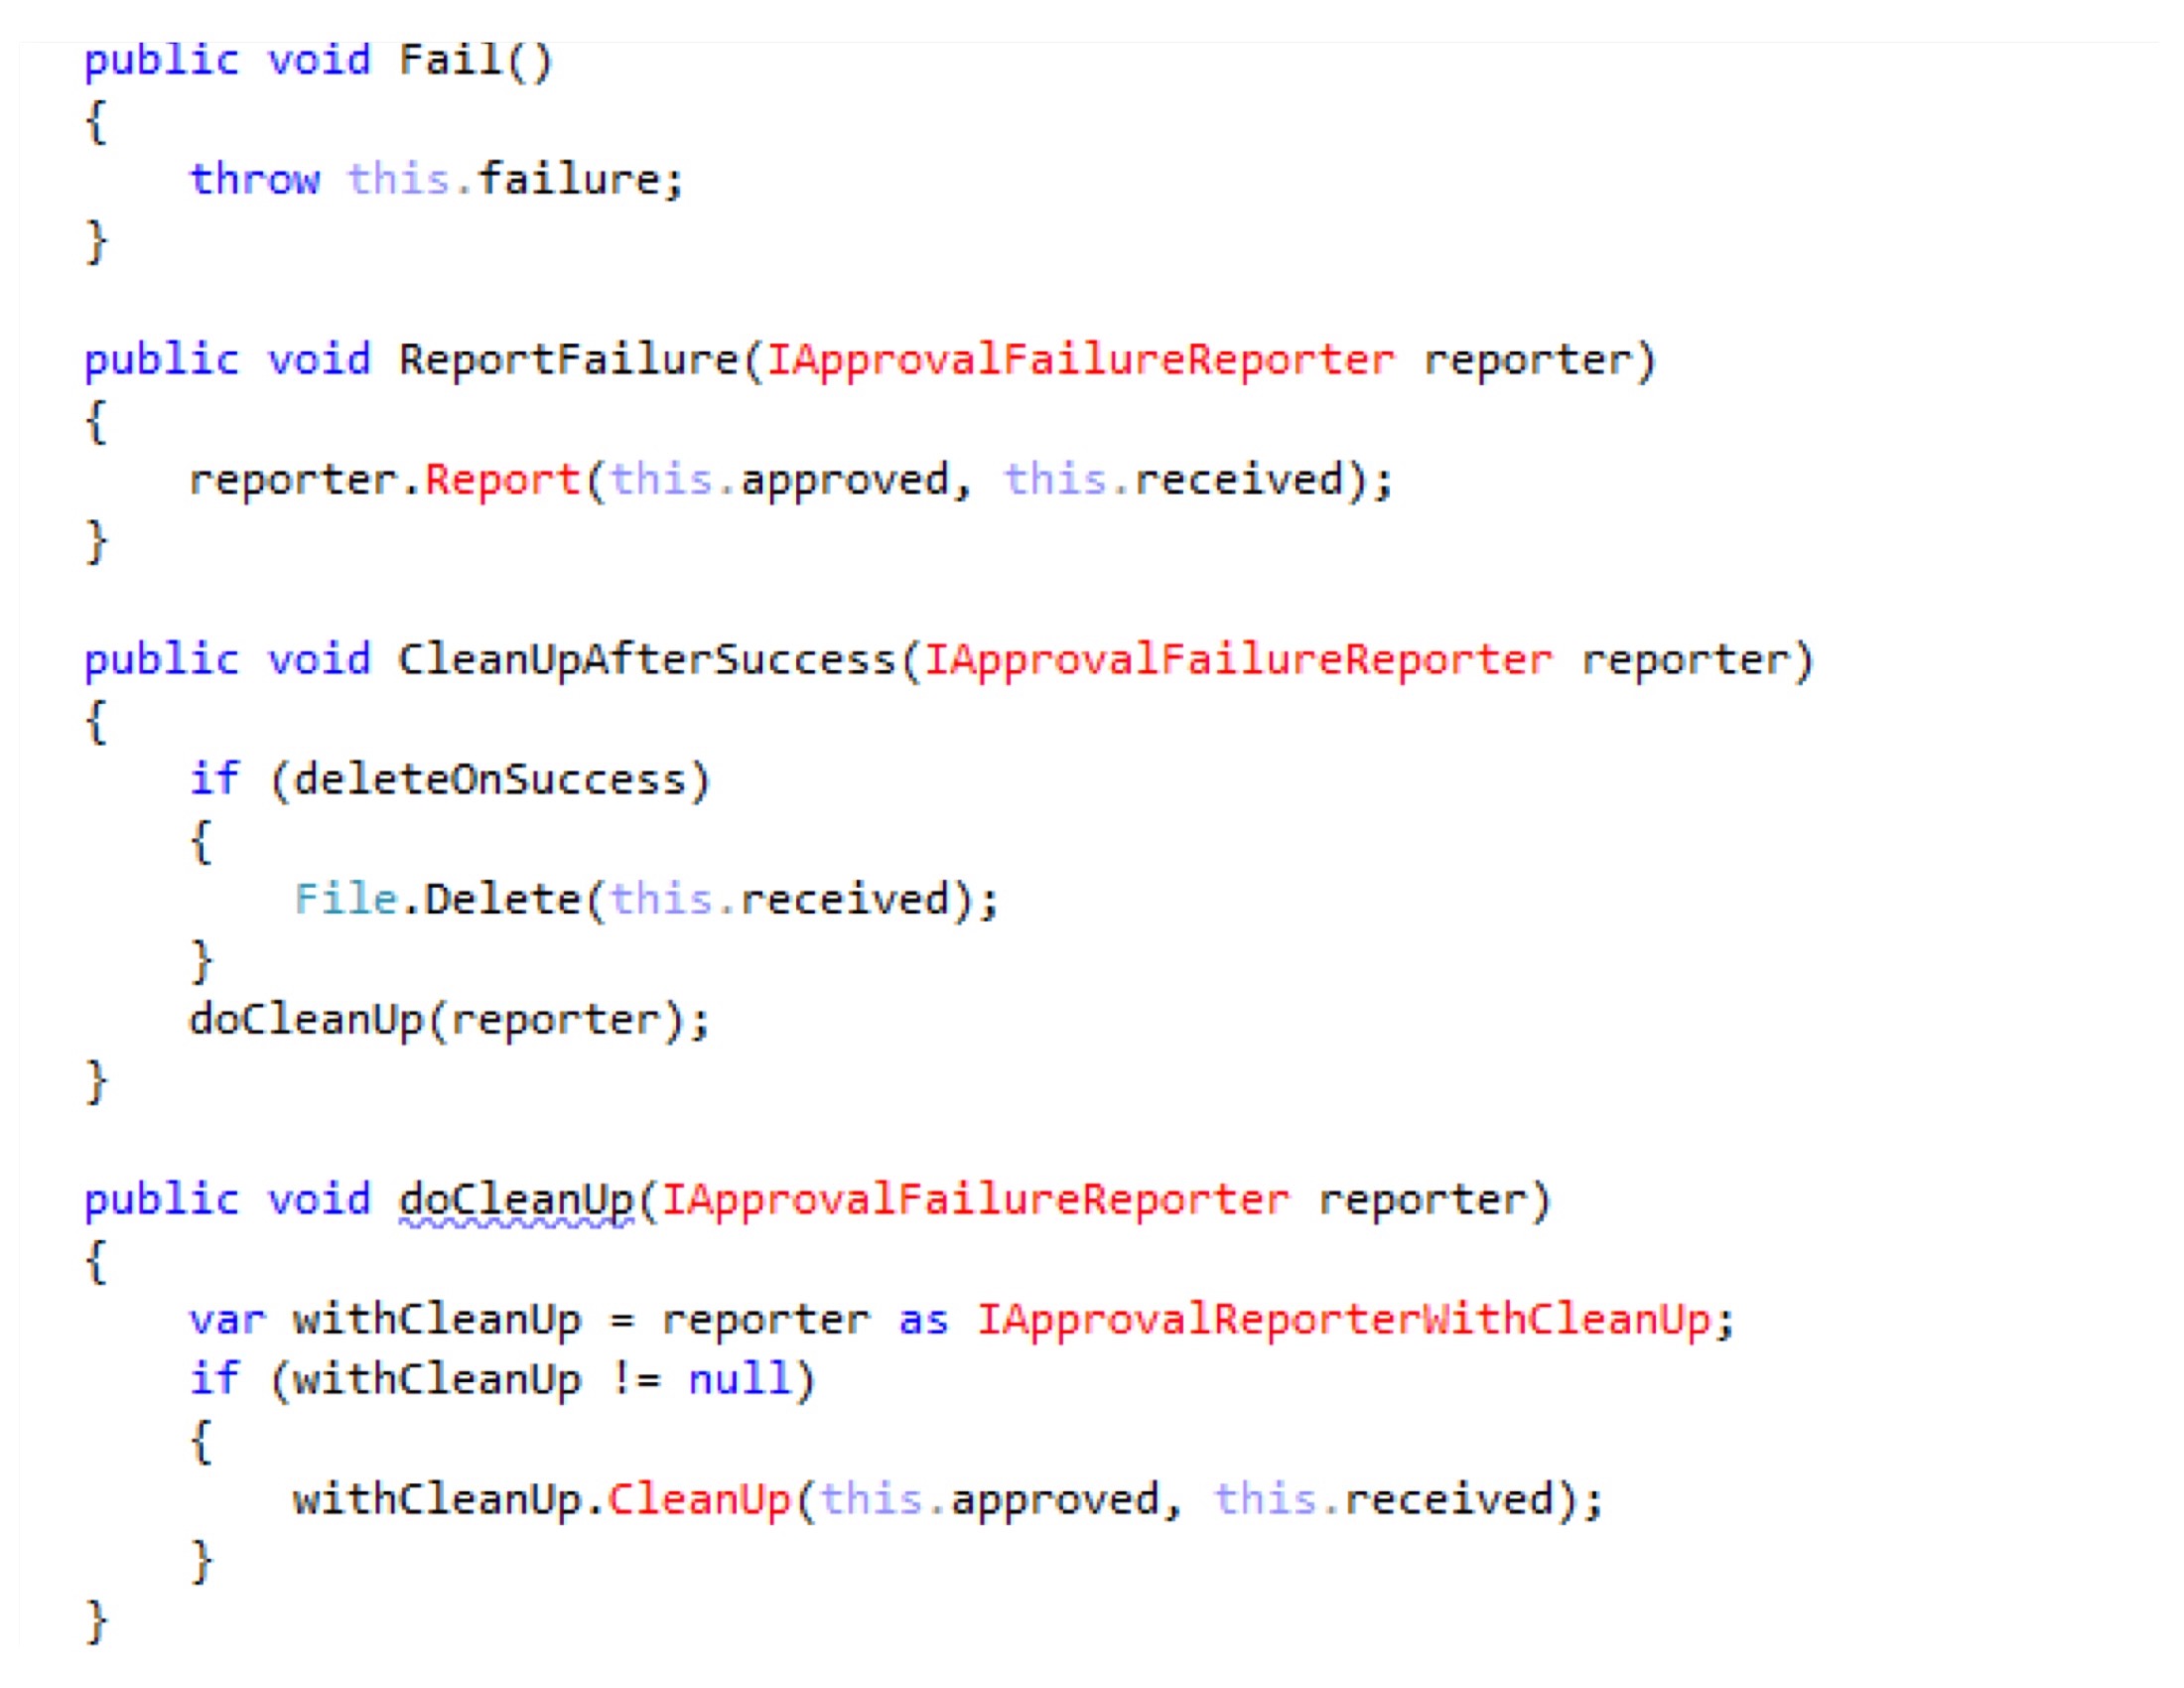 public void Fail()
{
    throw this.failure;
}

public void ReportFailure(IApprovalFailureReporter reporter)
{
    reporter.Report(this.approved, this.received);
}

public void CleanUpAfterSuccess(IApprovalFailureReporter reporter)
{
    if (deleteOnSuccess)
    {
        File.Delete(this.received);
    }
    doCleanUp(reporter);
}

public void doCleanUp(IApprovalFailureReporter reporter)
{
    var withCleanUp = reporter as IApprovalReporterWithCleanUp;
    if (withCleanUp != null)
    {
        withCleanUp.CleanUp(this.approved, this.received);
    }
}